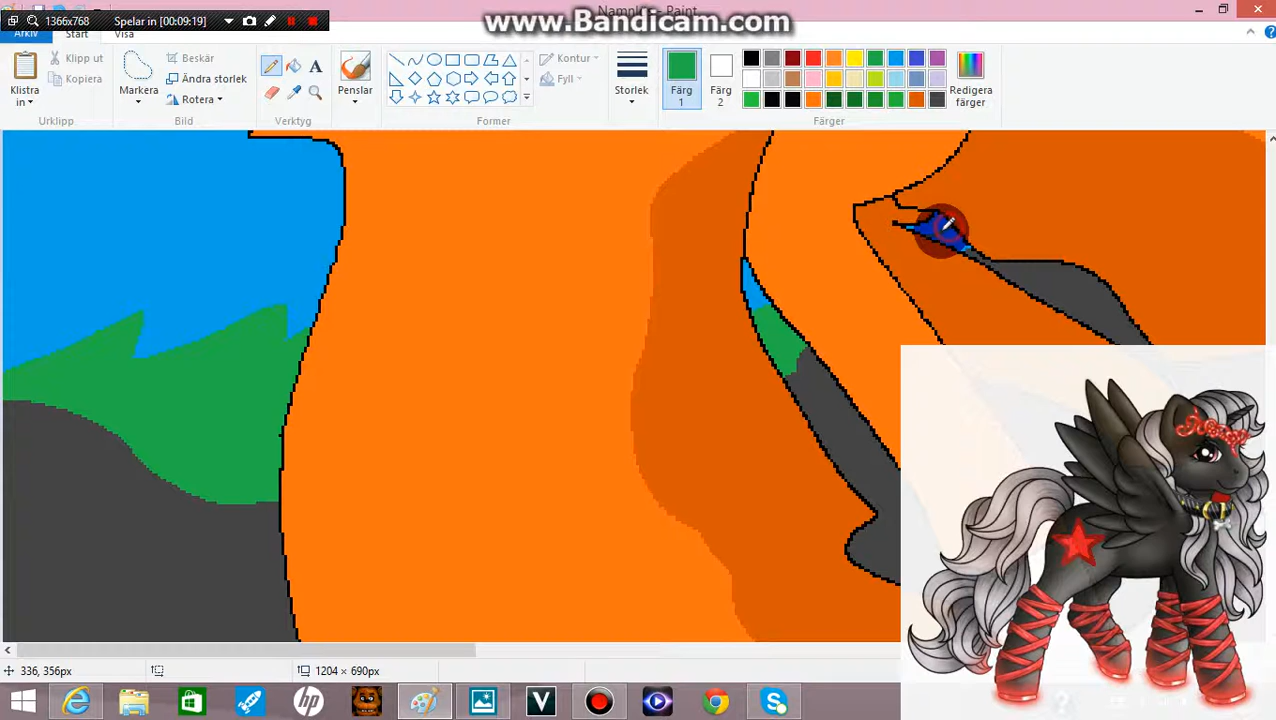 1366x768
Spelar in [00:09:19]
www.Bandicam.com
Paint
Arkiv
Start
Visa
Klistra
in
Klipp ut
Kopiera
Urklipp
Markera
Beskär
Ändra storlek
Rotera
Bild
A
Verktyg
Penslar
Kontur
Fyll
Former
Storlek
Färg
1
Färg
2
Redigera
färger
Färger
336, 356px
1204 × 690px
hp
V